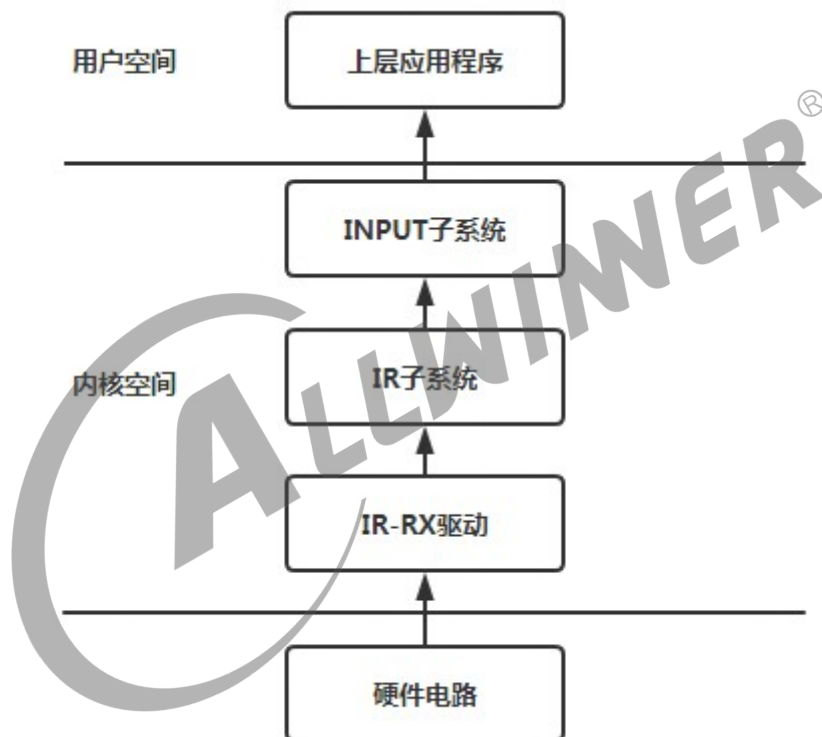 用户空间
上层应用程序
INPUT子系统
内核空间
IR子系统
IR-RX驱动
硬件电路
ALLWINNER®